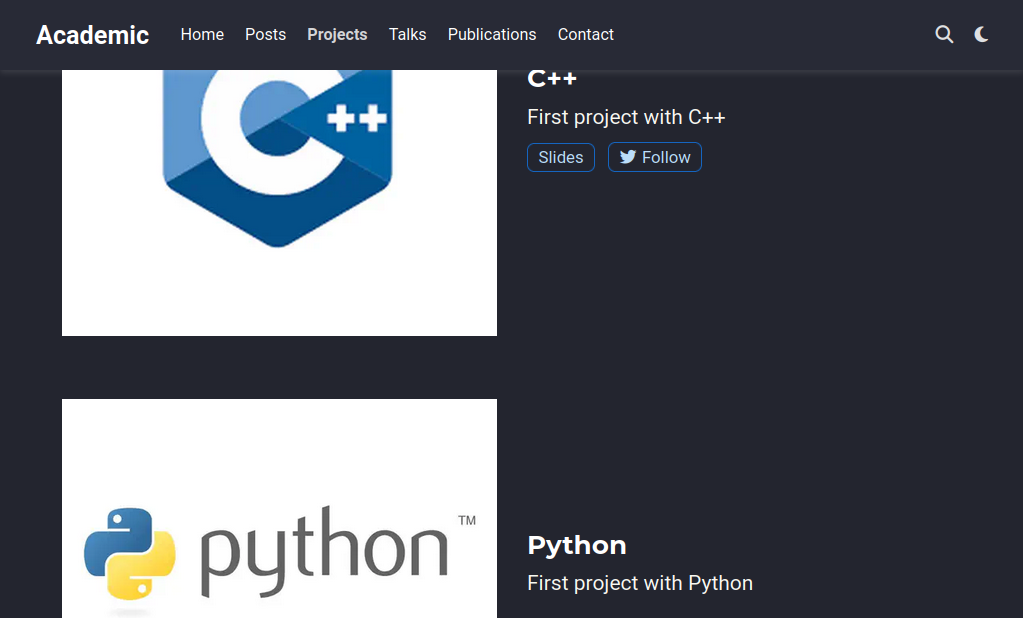 Academic Home Posts Projects Talks Publications Contact
C++
C++
First project with C++
Slides Follow
python™
Python
First project with Python